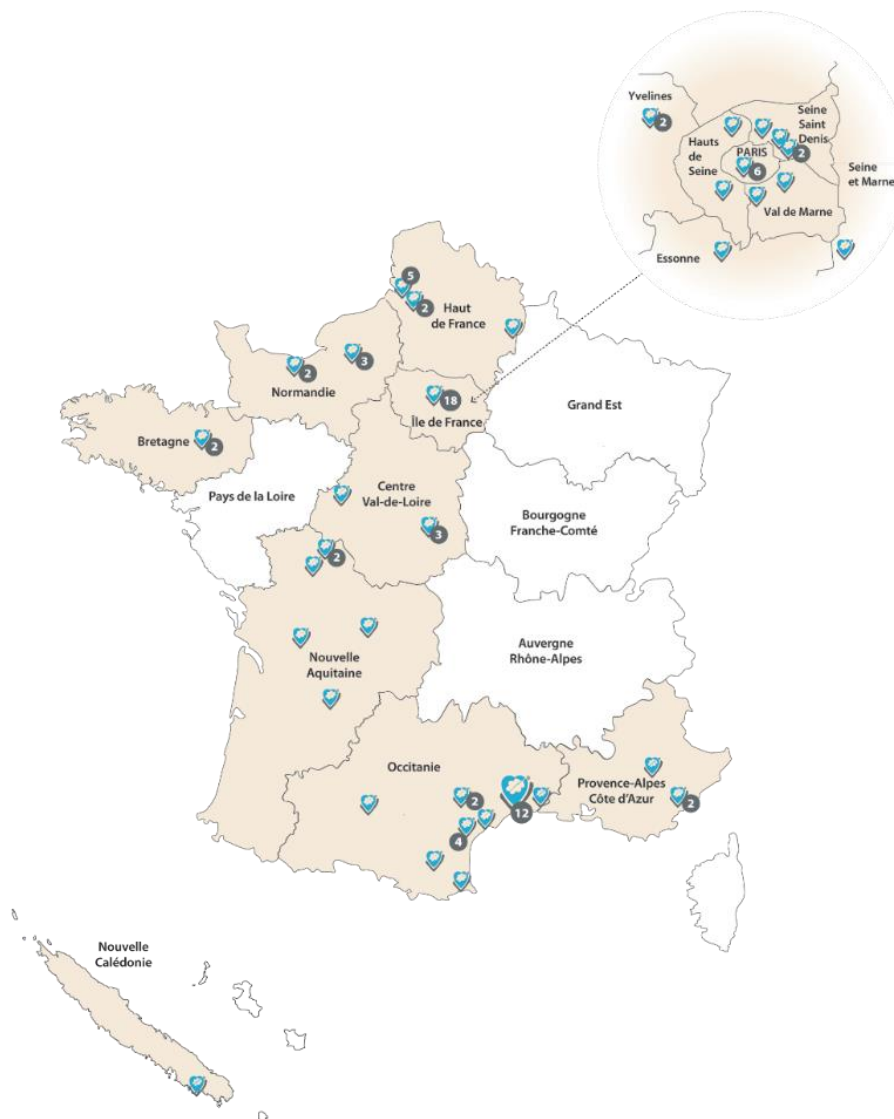 Yvelines
2
Seine
Saint
Denis
Hauts
de
Seine
PARIS
2
6
Seine
et Marne
Val de Marne
Essonne
5
2
Haut
de France
3
2
Normandie
18
Île de France
Grand Est
Bretagne
2
Pays de la Loire
Centre
Val-de-Loire
3
Bourgogne
Franche-Comté
2
Auvergne
Rhône-Alpes
Nouvelle
Aquitaine
Occitanie
Provence-Alpes
Côte d'Azur
2
2
12
4
Nouvelle
Calédonie